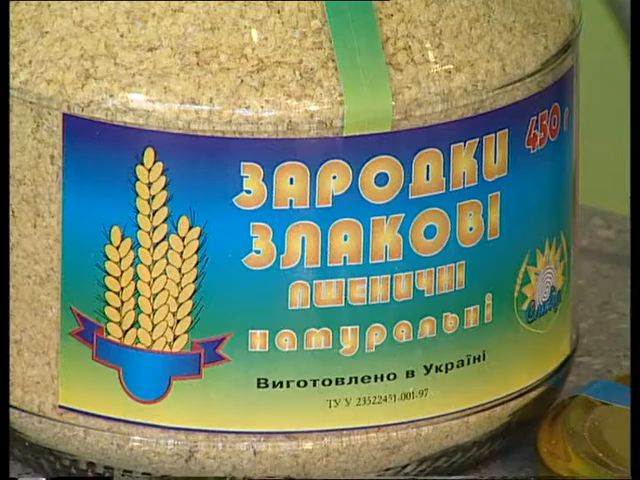 450 г
ЗАРОДКИ
ЗЛАКОВІ
ПШЕНИЧНІ
натуральні
Виготовлено в Україні
ТУ У 23522451.001-97